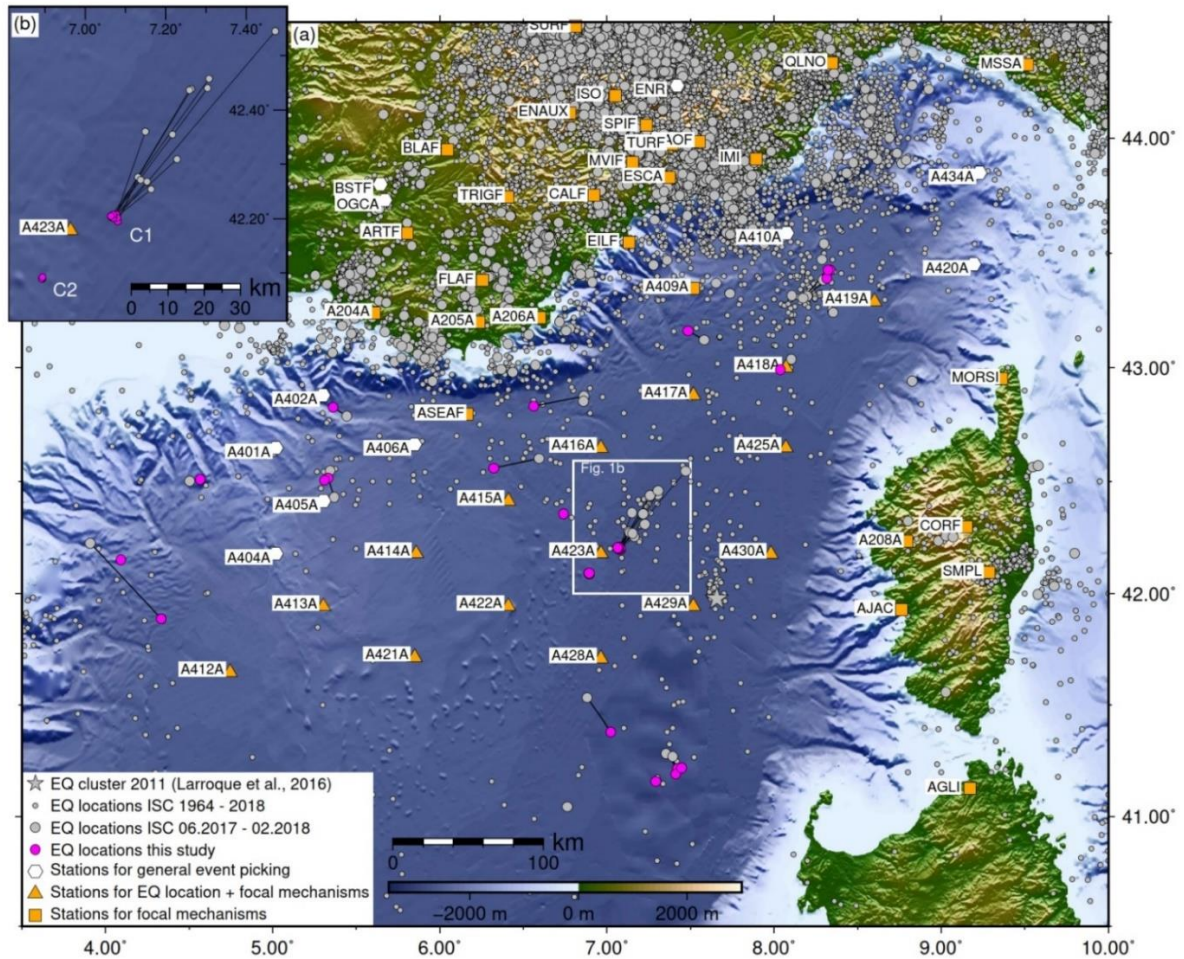 (b)
7.00°
7.20°
7.40°
42.40°
42.20°
A423A
C1
C2
0 10 20 30
km
(a)
SURF
QLNO
MSSA
ISO
ENR
ENAUX
SPIF
44.00°
TURF
AOF
BLAF
MVIF
IMI
ESCA
A434A
BSTF
OGCA
TRIGF
CALF
ARTF
EILF
A410A
A420A
FLAF
A409A
A419A
A204A
A205A
A206A
43.00°
A418A
MORSI
A402A
A417A
ASEAF
A401A
A406A
A416A
A425A
Fig. 1b
A405A
A415A
CORF
A208A
A404A
A414A
A423A
A430A
SMPL
42.00°
A413A
A422A
A429A
AJAC
A412A
A421A
A428A
EQ cluster 2011 (Larroque et al., 2016)
EQ locations ISC 1964 - 2018
EQ locations ISC 06.2017 - 02.2018
EQ locations this study
Stations for general event picking
Stations for EQ location + focal mechanisms
Stations for focal mechanisms
AGLI
41.00°
km
0 100
−2000 m 0 m 2000 m
4.00° 5.00° 6.00° 7.00° 8.00° 9.00° 10.00°